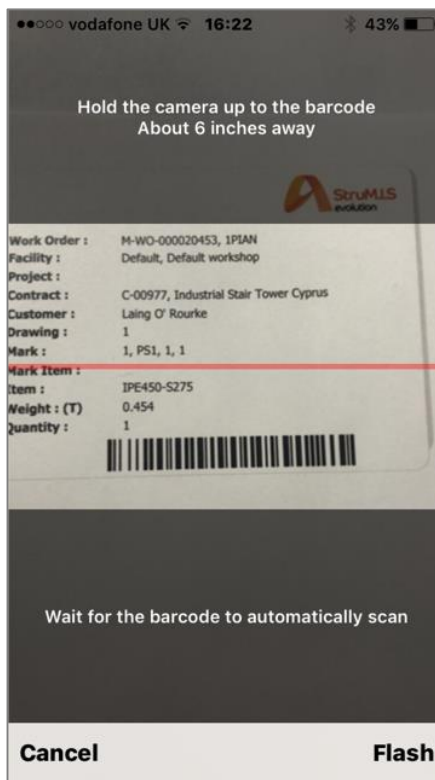 ●●○○○ vodafone UK 16:22 43%
Hold the camera up to the barcode
About 6 inches away
StruM.I.S
evolution
Work Order : M-WO-000020453, 1PIAN
Facility : Default, Default workshop
Project :
Contract : C-00977, Industrial Stair Tower Cyprus
Customer : Laing O' Rourke
Drawing : 1
Mark : 1, PS1, 1, 1
Mark Item :
Item : IPE450-S275
Weight : (T) 0.454
Quantity : 1
Wait for the barcode to automatically scan
Cancel Flash